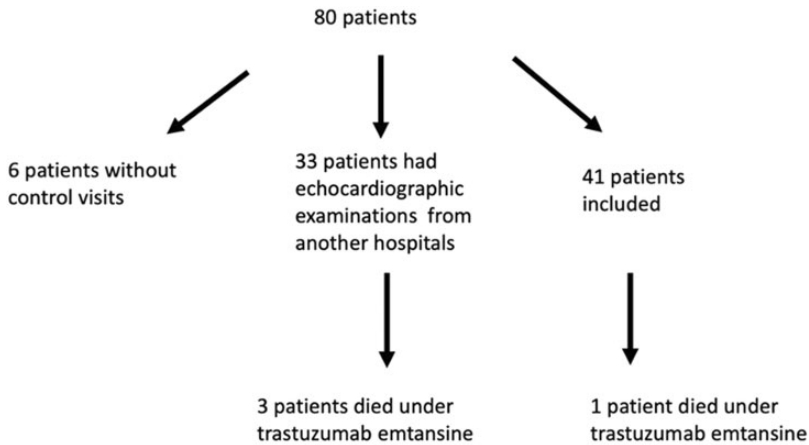 80 patients
6 patients without
control visits
33 patients had
echocardiographic
examinations from
another hospitals
41 patients
included
3 patients died under
trastuzumab emtansine
1 patient died under
trastuzumab emtansine